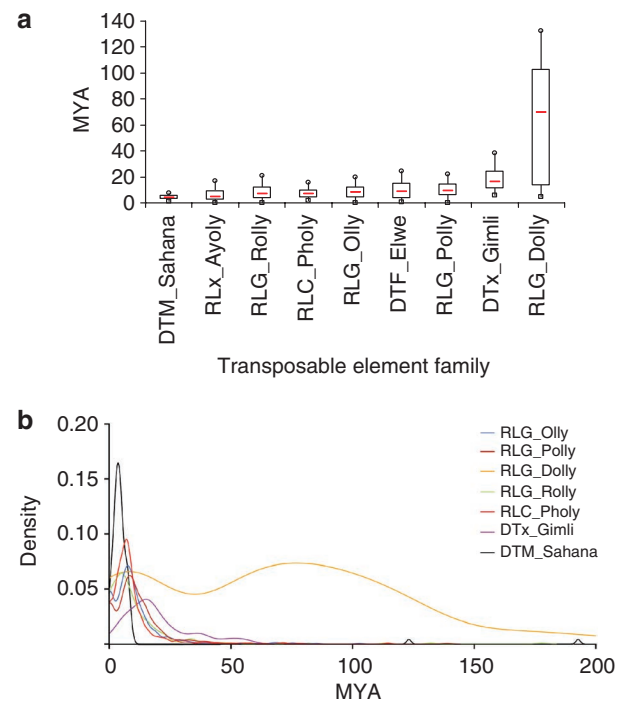 a
140
120
100
80
60
40
20
0
MYA
DTM_Sahana
RLx_Ayoly
RLG_Rolly
RLC_Pholy
RLG_Olly
DTF_Elwe
RLG_Polly
DTx_Gimli
RLG_Dolly
Transposable element family
b
0.20
0.15
0.10
0.05
Density
RLG_Olly
RLG_Polly
RLG_Dolly
RLG_Rolly
RLC_Pholy
DTx_Gimli
DTM_Sahana
0 50 100 150 200
MYA